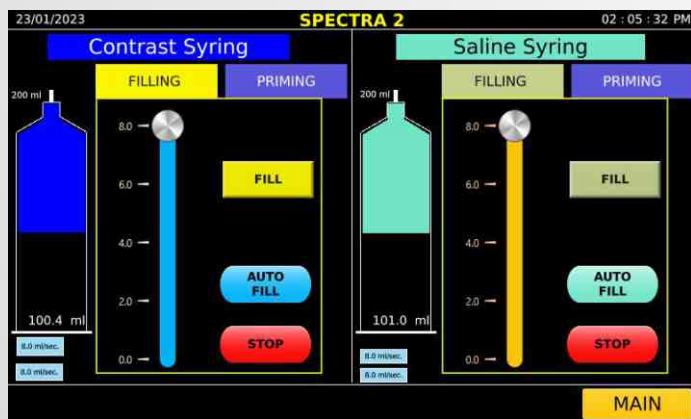 23/01/2023 SPECTRA 2 02 : 05 : 32 PM
Contrast Syring
FILLING PRIMING
200 ml
8.0
6.0
4.0
2.0
0.0
FILL
AUTO
FILL
STOP
100.4 ml
8.0 ml/sec.
8.0 ml/sec.
Saline Syring
FILLING PRIMING
200 ml
8.0
6.0
4.0
2.0
0.0
FILL
AUTO
FILL
STOP
101.0 ml
8.0 ml/sec.
8.0 ml/sec.
MAIN